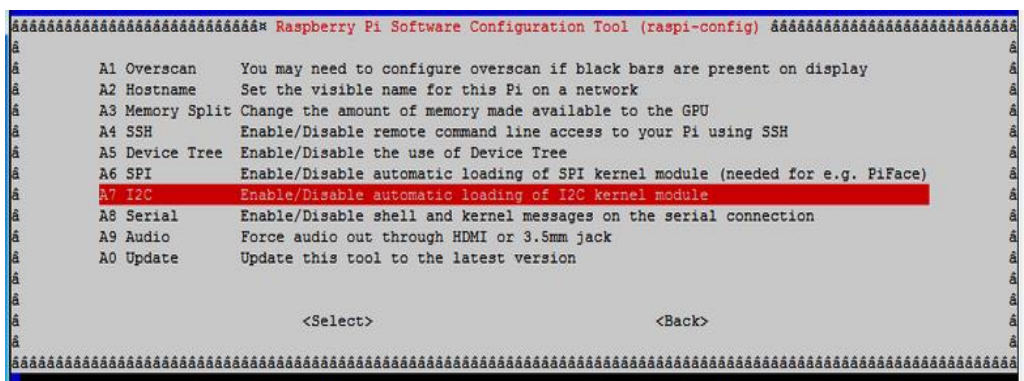 Raspberry Pi Software Configuration Tool (raspi-config)
A1 Overscan You may need to configure overscan if black bars are present on display
A2 Hostname Set the visible name for this Pi on a network
A3 Memory Split Change the amount of memory made available to the GPU
A4 SSH Enable/Disable remote command line access to your Pi using SSH
A5 Device Tree Enable/Disable the use of Device Tree
A6 SPI Enable/Disable automatic loading of SPI kernel module (needed for e.g. PiFace)
A7 I2C Enable/Disable automatic loading of I2C kernel module
A8 Serial Enable/Disable shell and kernel messages on the serial connection
A9 Audio Force audio out through HDMI or 3.5mm jack
A0 Update Update this tool to the latest version
<Select> <Back>